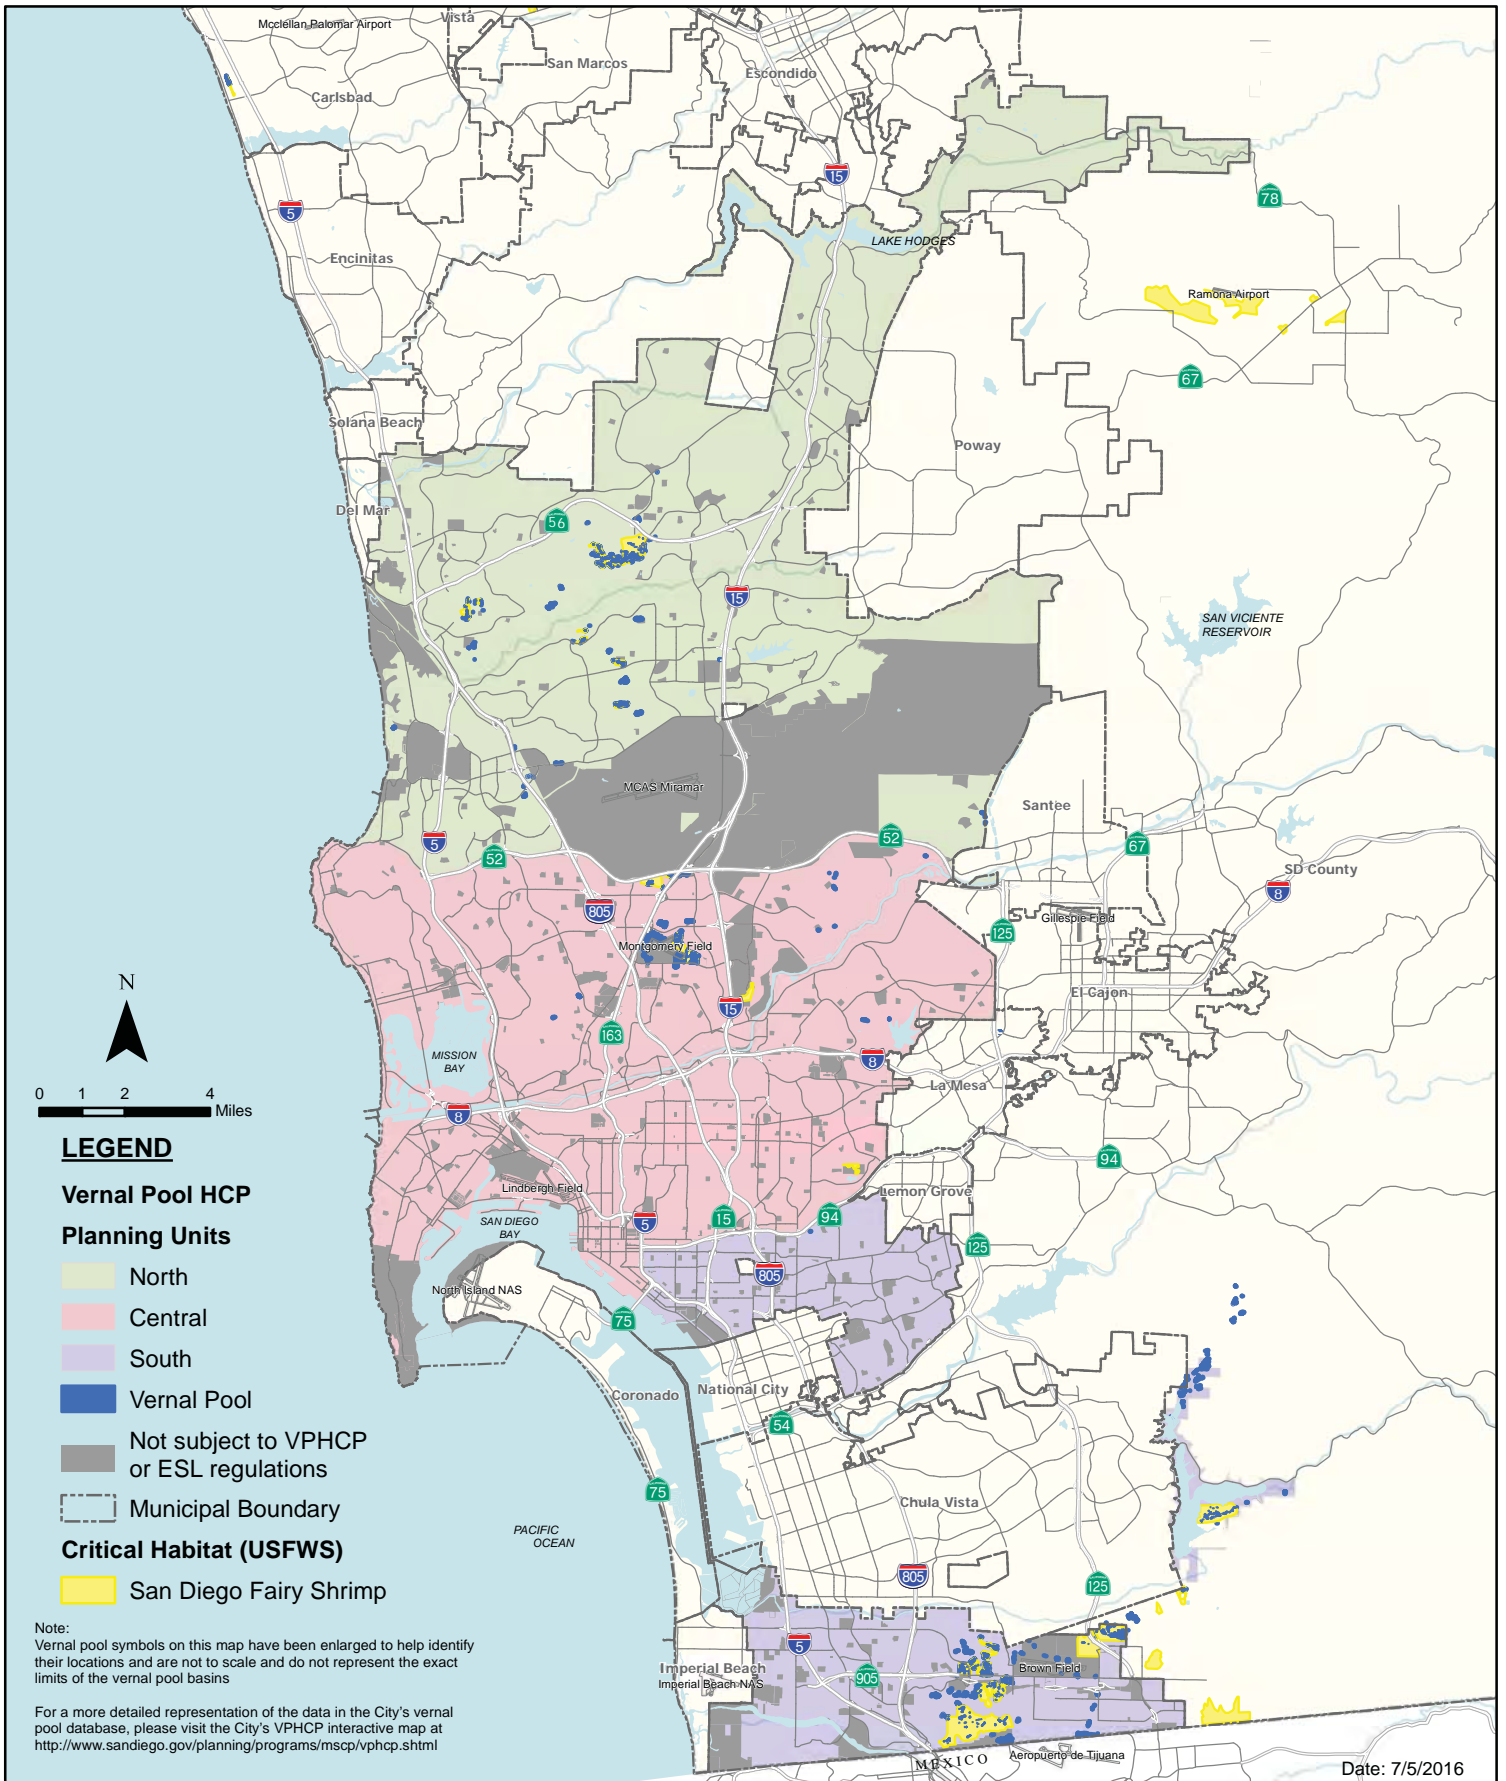 Mcclellan Palomar Airport
Vista
San Marcos
Escondido
Carlsbad
15
78
5
LAKE HODGES
Encinitas
Ramona Airport
67
Solana Beach
Poway
Del Mar
56
15
SAN VICIENTE
RESERVOIR
MCAS Miramar
Santee
5
52
52
67
SD County
8
805
Gillespie Field
125
Montgomery Field
El Cajon
N
15
163
MISSION
BAY
8
La Mesa
0 1 2 4
Miles
8
94
LEGEND
Vernal Pool HCP
Planning Units
North
Central
South
Vernal Pool
Not subject to VPHCP
or ESL regulations
Municipal Boundary
Critical Habitat (USFWS)
San Diego Fairy Shrimp
Lindbergh Field
Lemon Grove
SAN DIEGO
BAY
5
15
94
125
805
North Island NAS
75
Coronado
National City
54
75
Chula Vista
PACIFIC
OCEAN
805
125
Note:
Vernal pool symbols on this map have been enlarged to help identify
their locations and are not to scale and do not represent the exact
limits of the vernal pool basins
For a more detailed representation of the data in the City's vernal
pool database, please visit the City's VPHCP interactive map at
http://www.sandiego.gov/planning/programs/mscp/vphcp.shtml
5
Imperial Beach
Imperial Beach NAS
905
Brown Field
MEXICO
Aeropuerto de Tijuana
Date: 7/5/2016